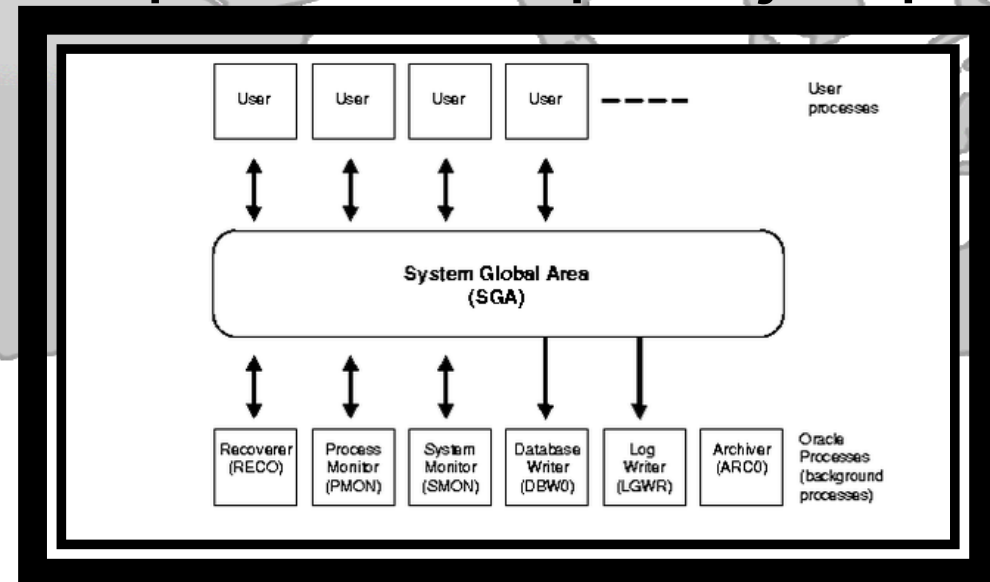 User
User
User
User
User
processes
System Global Area
(SGA)
Recoverer
(RECO)
Process
Monitor
(PMON)
System
Monitor
(SMON)
Database
Writer
(DBW0)
Log
Writer
(LGWR)
Archiver
(ARC0)
Oracle
Processes
(background
processes)